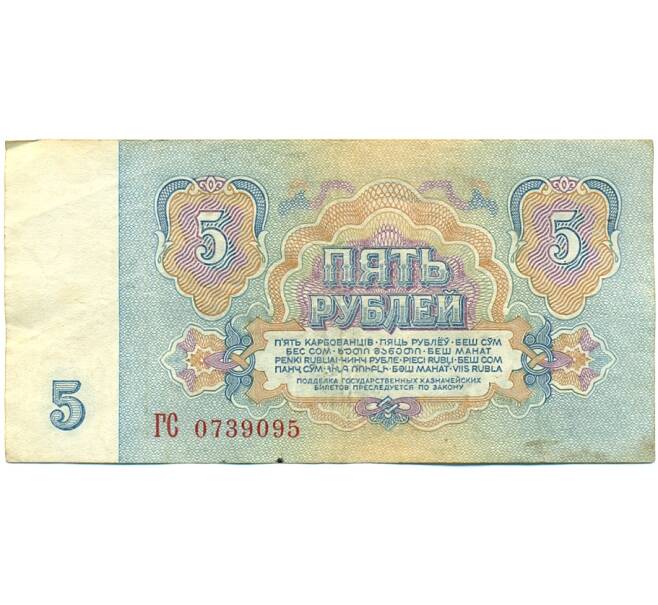 5
5
ПЯТЬ
РУБЛЕЙ
П'ЯТЬ КАРБОВАНЦІВ · ПЯЦЬ РУБЛЁЎ · БЕШ СЎМ
БЕС СОМ · ᲮᲣᲗᲘ ᲛᲐᲜᲔᲗᲘ · БЕШ МАНАТ
PENKI RUBLIAI · ЧИНЧ РУБЛЕ · PIECI RUBĻI · БЕШ СОМ
ПАНҶ СЎМ · ՀԻՆԳ ՌՈՒԲԼԻ · БӘШ МАНАТ · VIIS RUBLA
ПОДДЕЛКА ГОСУДАРСТВЕННЫХ КАЗНАЧЕЙСКИХ
БИЛЕТОВ ПРЕСЛЕДУЕТСЯ ПО ЗАКОНУ
5
ГС 0739095